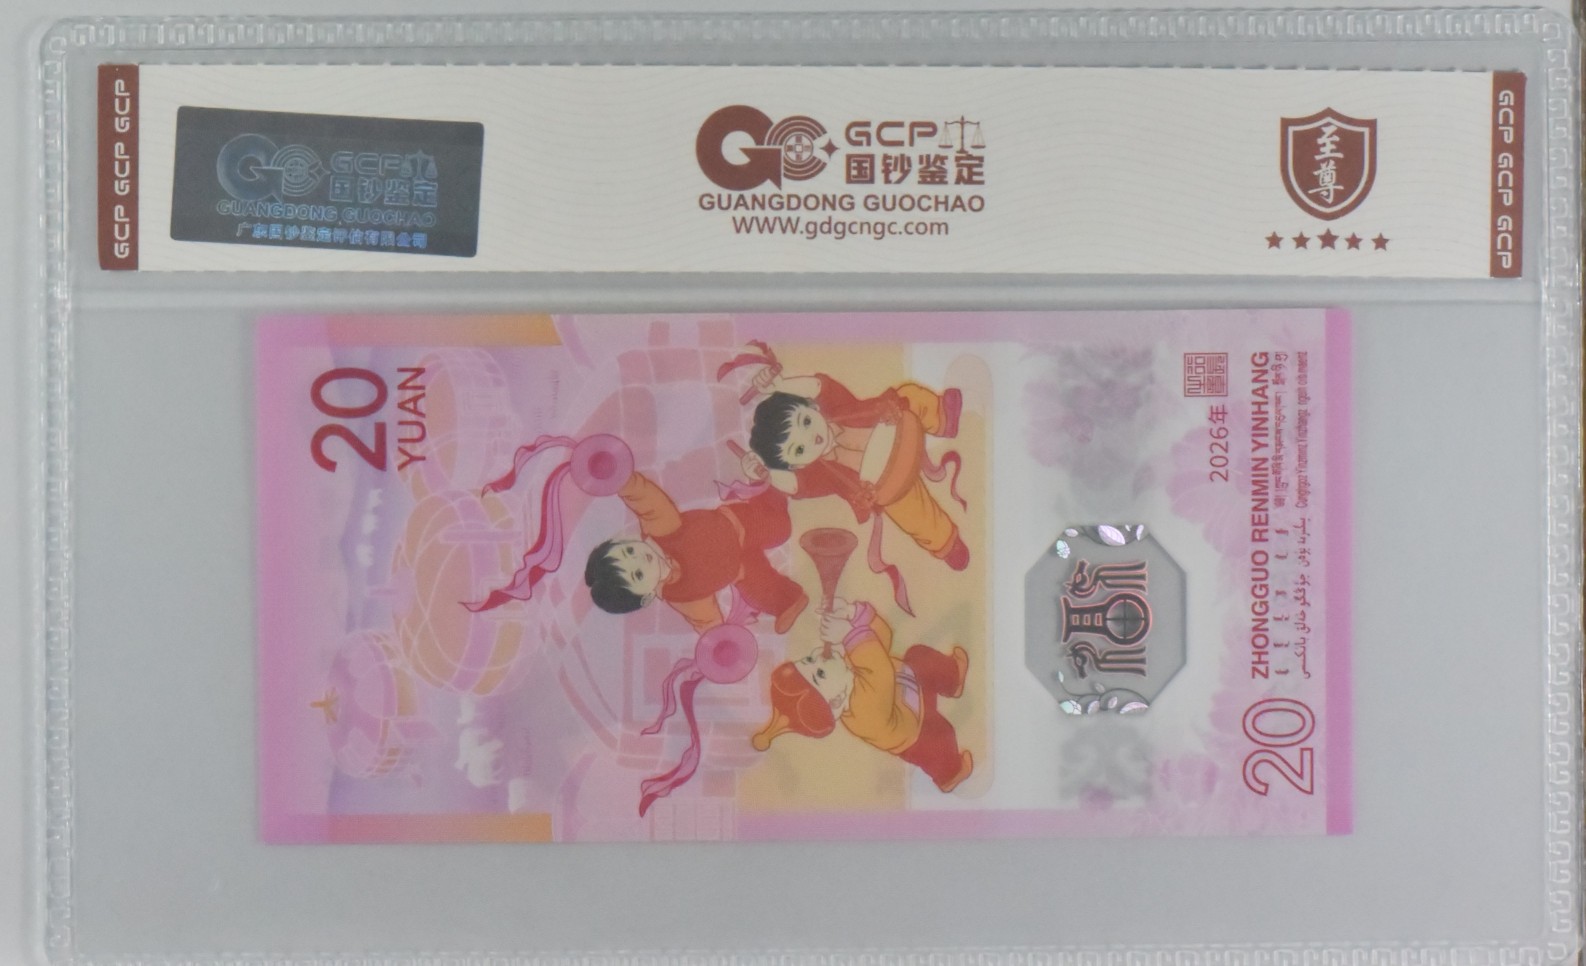 GCP GCP GCP
GCP 国钞鉴定
GUANGDONG GUOCHAO
广东国钞鉴定评估有限公司
GCP
国钞鉴定
GUANGDONG GUOCHAO
WWW.gdgcngc.com
至尊
GCP GCP GCP
20
YUAN
2026年
ZHONGGUO RENMIN YINHANG
20